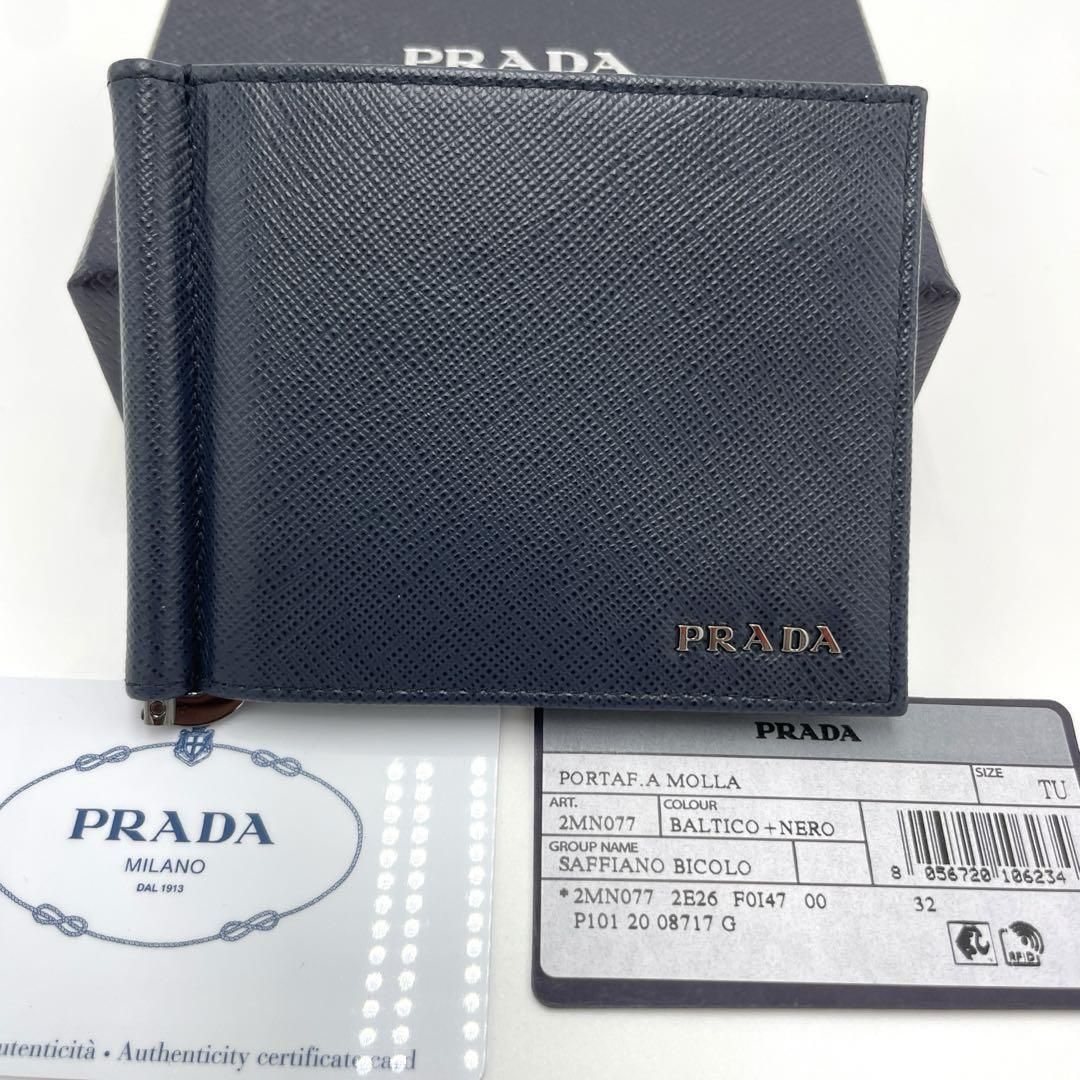 PRADA
PRADA
PRADA
MILANO
DAL 1913
utenticità • Authenticity certificate card
PRADA
PORTAF.A MOLLA
SIZE
TU
ART.
2MN077
COLOUR
BALTICO+NERO
GROUP NAME
SAFFIANO BICOLO
8 056720 106234
*2MN077 2E26 F0I47 00 32
P101 20 08717 G
RFID